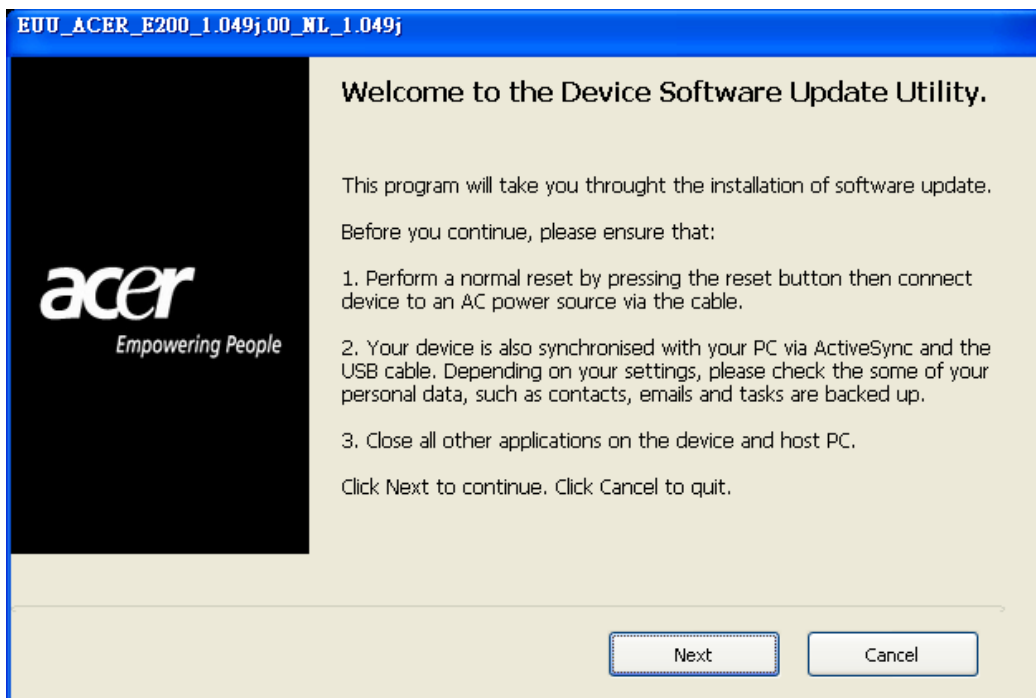 EUU_ACER_E200_1.049j.00_NL_1.049j
Welcome to the Device Software Update Utility.
This program will take you throught the installation of software update.
Before you continue, please ensure that:
1. Perform a normal reset by pressing the reset button then connect
device to an AC power source via the cable.
2. Your device is also synchronised with your PC via ActiveSync and the
USB cable. Depending on your settings, please check the some of your
personal data, such as contacts, emails and tasks are backed up.
3. Close all other applications on the device and host PC.
Click Next to continue. Click Cancel to quit.
acer
Empowering People
Next
Cancel